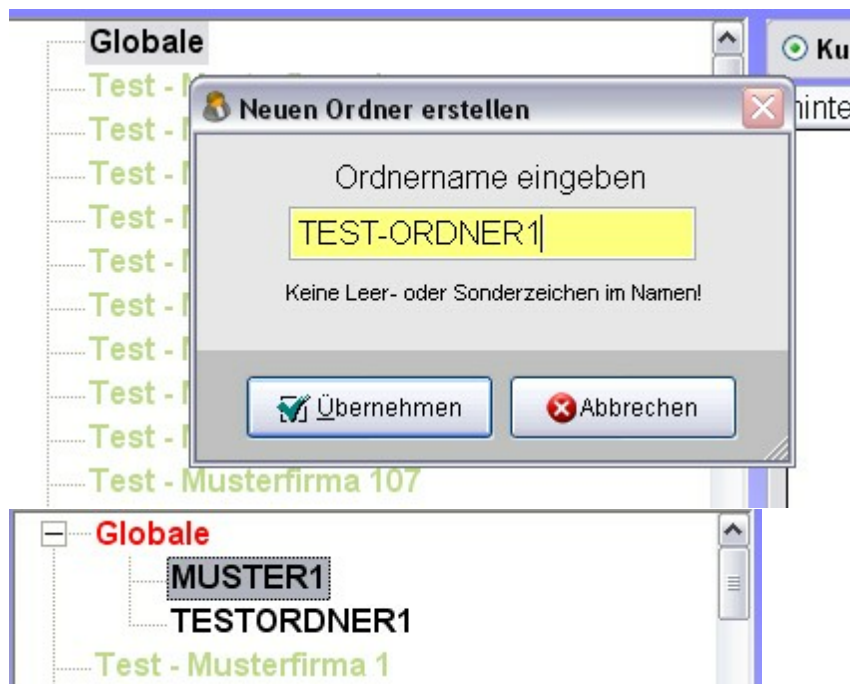 Globale
Ku
Test -
Neuen Ordner erstellen
Test -
Test -
Ordnername eingeben
Test -
TEST-ORDNER1
Test -
Keine Leer- oder Sonderzeichen im Namen!
Test -
Test -
Test -
Übernehmen
Abbrechen
Test -
Test - Musterfirma 107
Globale
MUSTER1
TESTORDNER1
Test - Musterfirma 1